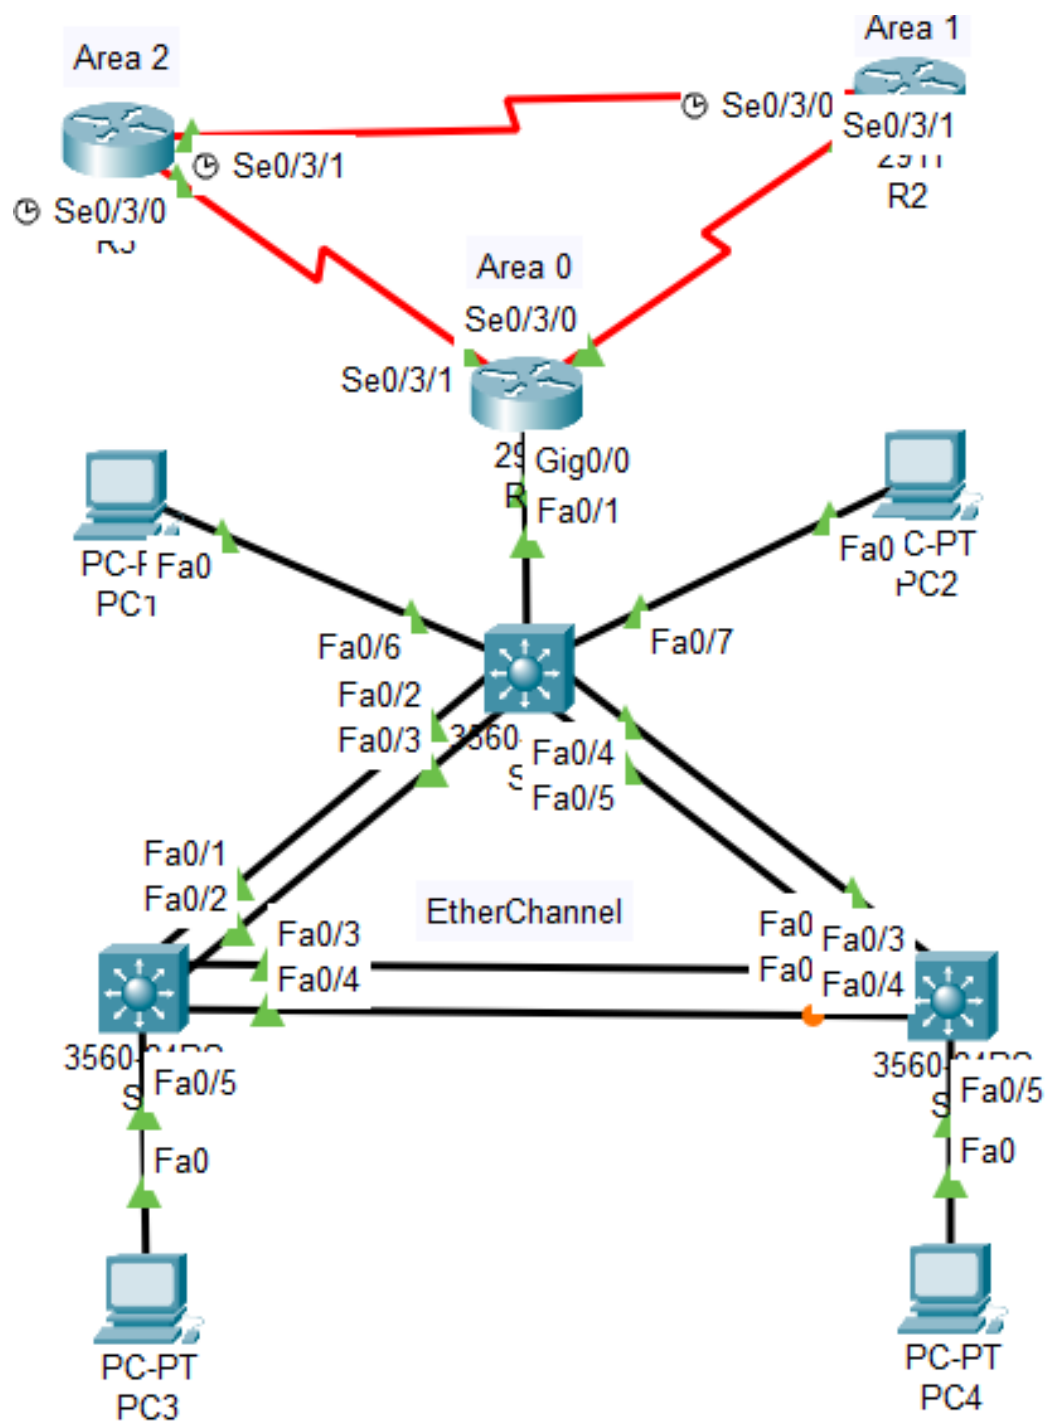 Area 2
Area 1
Se0/3/0
Se0/3/1
Se0/3/1
R2
Se0/3/0
Area 0
Se0/3/0
Se0/3/1
Gig0/0
Fa0/1
Fa0
PC1
Fa0
C-PT
PC2
Fa0/6
Fa0/7
Fa0/2
Fa0/3
Fa0/4
Fa0/5
Fa0/1
Fa0/2
EtherChannel
Fa0/3
Fa0/4
Fa0
Fa0/3
Fa0
Fa0/4
Fa0/5
Fa0/5
Fa0
Fa0
PC-PT
PC3
PC-PT
PC4